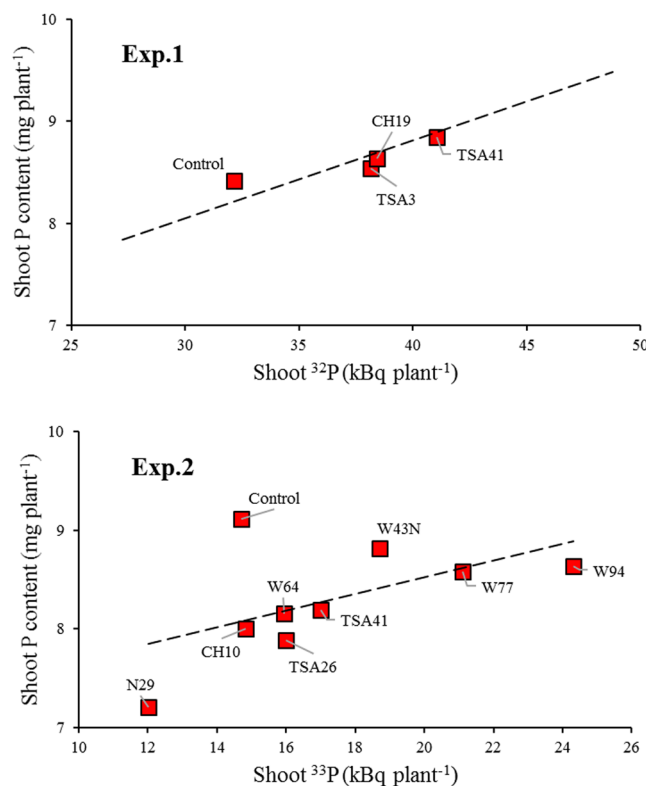 10
Exp.1
9
8
7
Shoot P content (mg plant⁻¹)
CH19
Control
TSA41
TSA3
25
30
35
40
45
50
Shoot ³²P (kBq plant⁻¹)
10
Exp.2
9
8
7
Shoot P content (mg plant⁻¹)
Control
W43N
W64
W94
W77
TSA41
CH10
TSA26
N29
10
12
14
16
18
20
22
24
26
Shoot ³³P (kBq plant⁻¹)